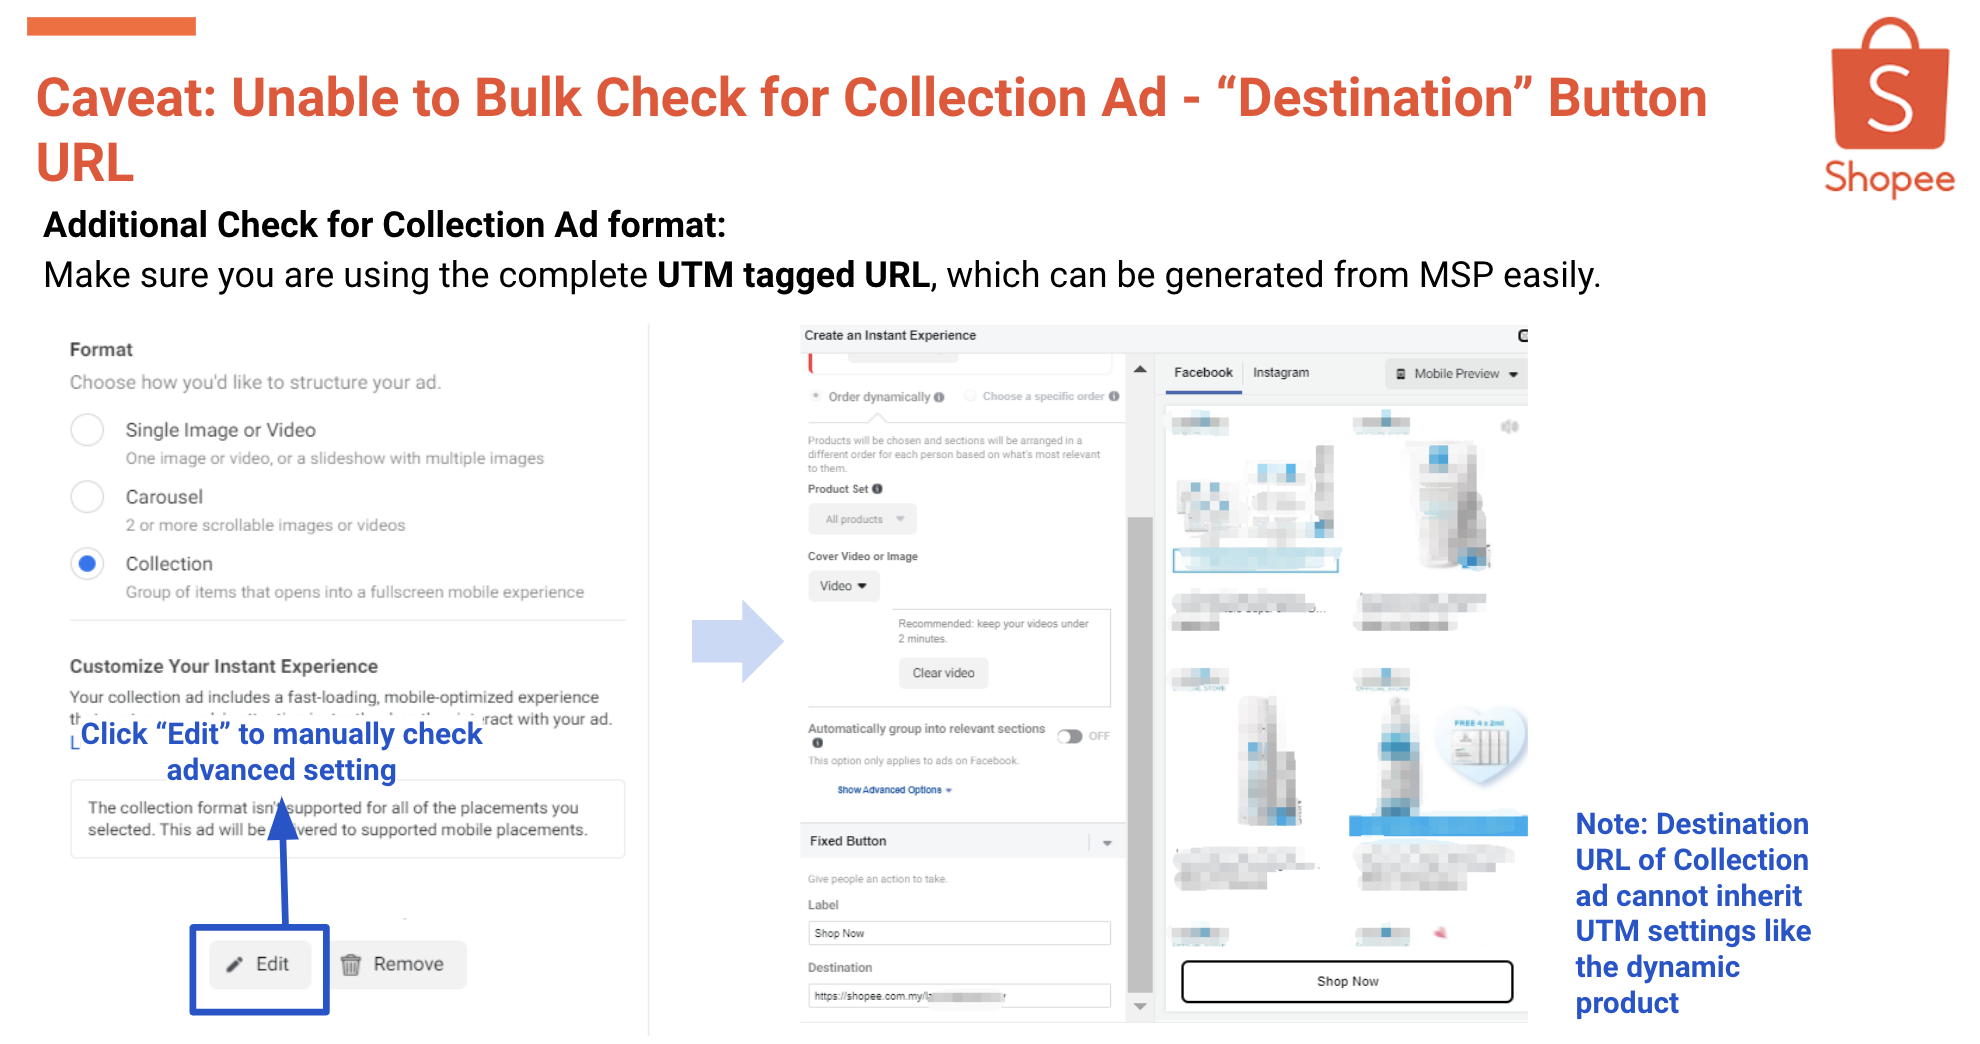 Caveat: Unable to Bulk Check for Collection Ad - “Destination” Button
URL
Shopee
Additional Check for Collection Ad format:
Make sure you are using the complete UTM tagged URL, which can be generated from MSP easily.
Format
Choose how you'd like to structure your ad.
Single Image or Video
One image or video, or a slideshow with multiple images
Carousel
2 or more scrollable images or videos
Collection
Group of items that opens into a fullscreen mobile experience
Customize Your Instant Experience
Your collection ad includes a fast-loading, mobile-optimized experience
with your ad.
Click “Edit” to manually check
advanced setting
The collection format isn't supported for all of the placements you
selected. This ad will be to supported mobile placements.
Edit
Remove
Create an Instant Experience
Order dynamically
Choose a specific order
Products will be chosen and sections will be arranged in a
different order for each person based on what's most relevant
to them.
Product Set
All products
Cover Video or Image
Video
Recommended: keep your videos under
2 minutes.
Clear video
Automatically group into relevant sections
OFF
This option only applies to ads on Facebook.
Show Advanced Options
Fixed Button
Give people an action to take.
Label
Shop Now
Destination
https://shopee.com.my/
Facebook
Instagram
Mobile Preview
FREE 4 x 2ml
Shop Now
Note: Destination
URL of Collection
ad cannot inherit
UTM settings like
the dynamic
product